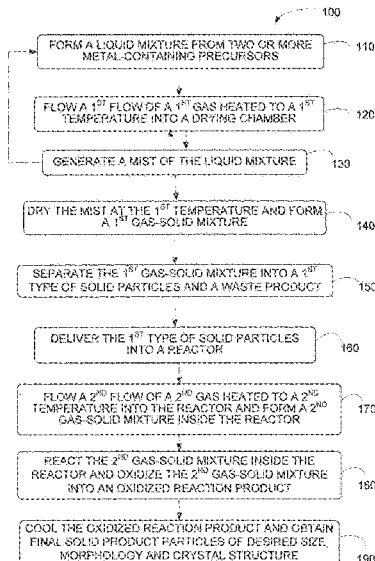 100
FORM A LIQUID MIXTURE FROM TWO OR MORE
METAL-CONTAINING PRECURSORS
110
FLOW A 1ST FLOW OF A 1ST GAS HEATED TO A 1ST
TEMPERATURE INTO A DRYING CHAMBER
120
GENERATE A MIST OF THE LIQUID MIXTURE
130
DRY THE MIST AT THE 1ST TEMPERATURE AND FORM
A 1ST GAS-SOLID MIXTURE
140
SEPARATE THE 1ST GAS-SOLID MIXTURE INTO A 1ST
TYPE OF SOLID PARTICLES AND A WASTE PRODUCT
150
DELIVER THE 1ST TYPE OF SOLID PARTICLES
INTO A REACTOR
160
FLOW A 2ND FLOW OF A 2ND GAS HEATED TO A 2ND
TEMPERATURE INTO THE REACTOR AND FORM A 2ND
GAS-SOLID MIXTURE INSIDE THE REACTOR
170
REACT THE 2ND GAS-SOLID MIXTURE INSIDE THE
REACTOR AND OXIDIZE THE 2ND GAS-SOLID MIXTURE
INTO AN OXIDIZED REACTION PRODUCT
180
COOL THE OXIDIZED REACTION PRODUCT AND OBTAIN
FINAL SOLID PRODUCT PARTICLES OF DESIRED SIZE,
MORPHOLOGY AND CRYSTAL STRUCTURE
190